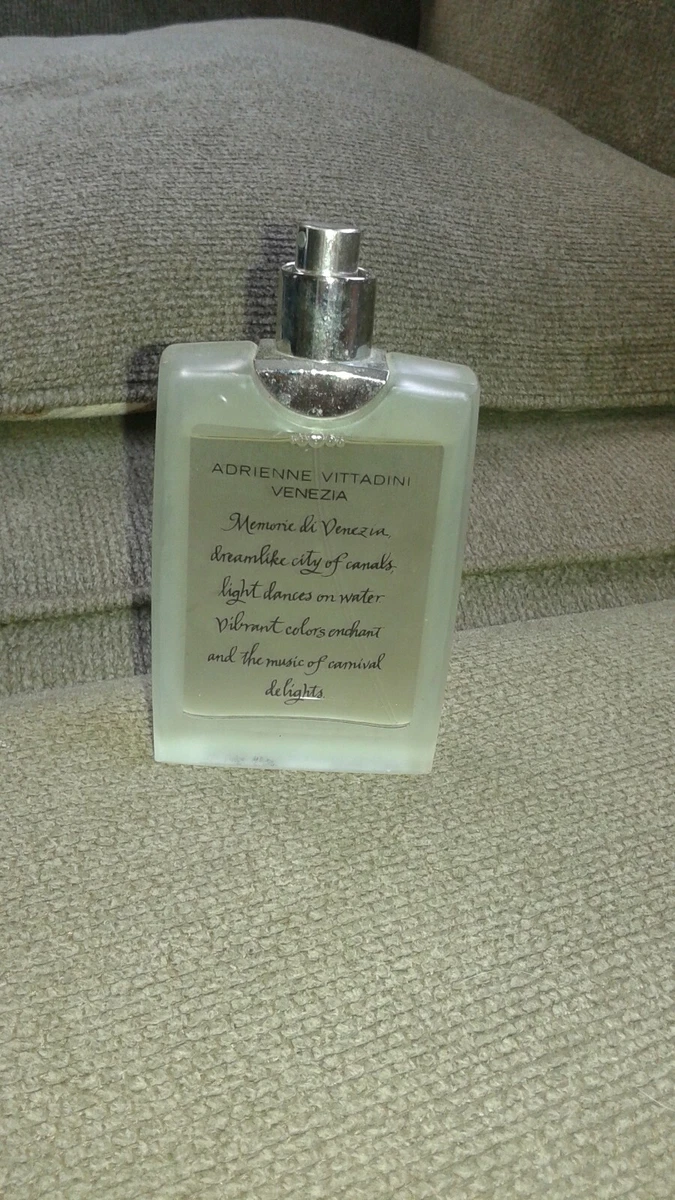 ADRIENNE VITTADINI
VENEZIA
Memorie di Venezia,
dreamlike city of canals,
light dances on water
Vibrant colors enchant
and the music of carnival
delights.